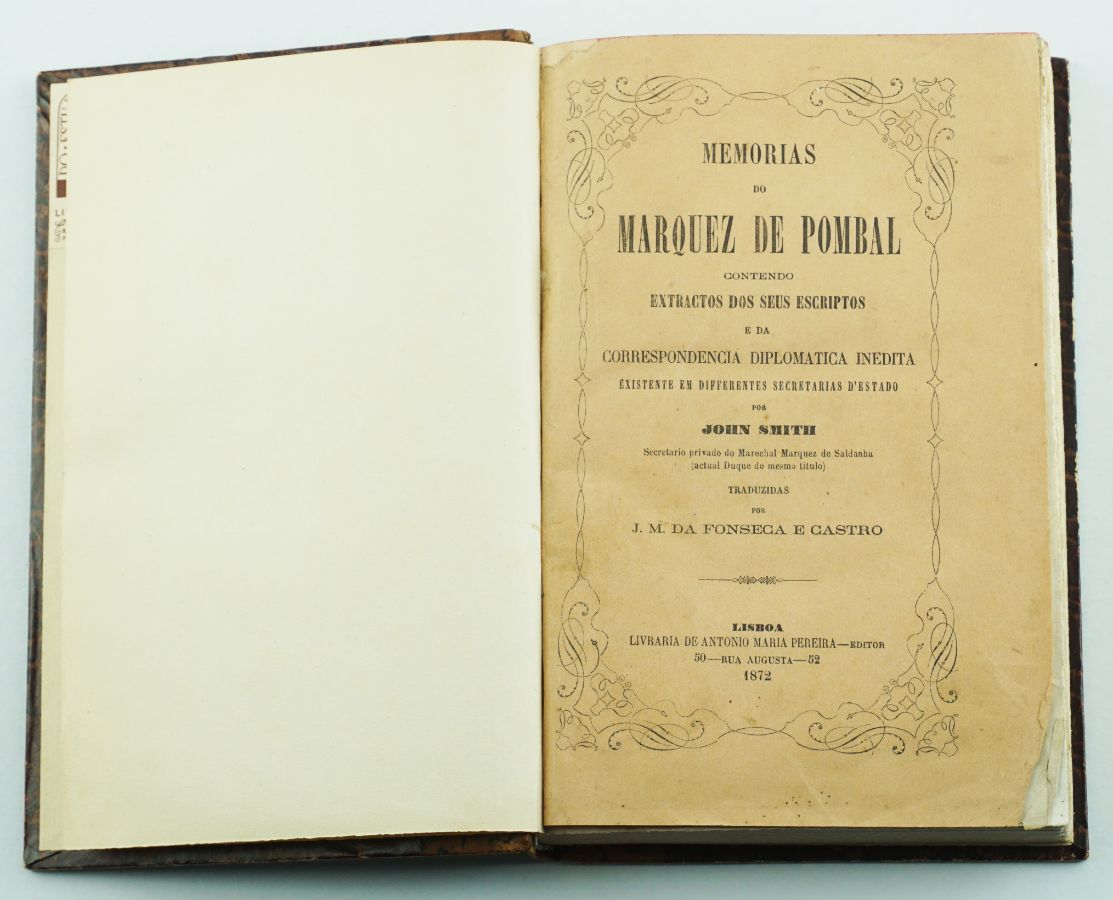 MEMORIAS
DO
MARQUEZ DE POMBAL
CONTENDO
EXTRACTOS DOS SEUS ESCRIPTOS
E DA
CORRESPONDENCIA DIPLOMATICA INEDITA
EXISTENTE EM DIFFERENTES SECRETARIAS D'ESTADO
POR
JOHN SMITH
Secretario privado do Marechal Marquez de Saldanha
(actual Duque do mesmo titulo)
TRADUZIDAS
POR
J. M. DA FONSECA E CASTRO
LISBOA
LIVRARIA DE ANTONIO MARIA PEREIRA—EDITOR
50—RUA AUGUSTA—52
1872